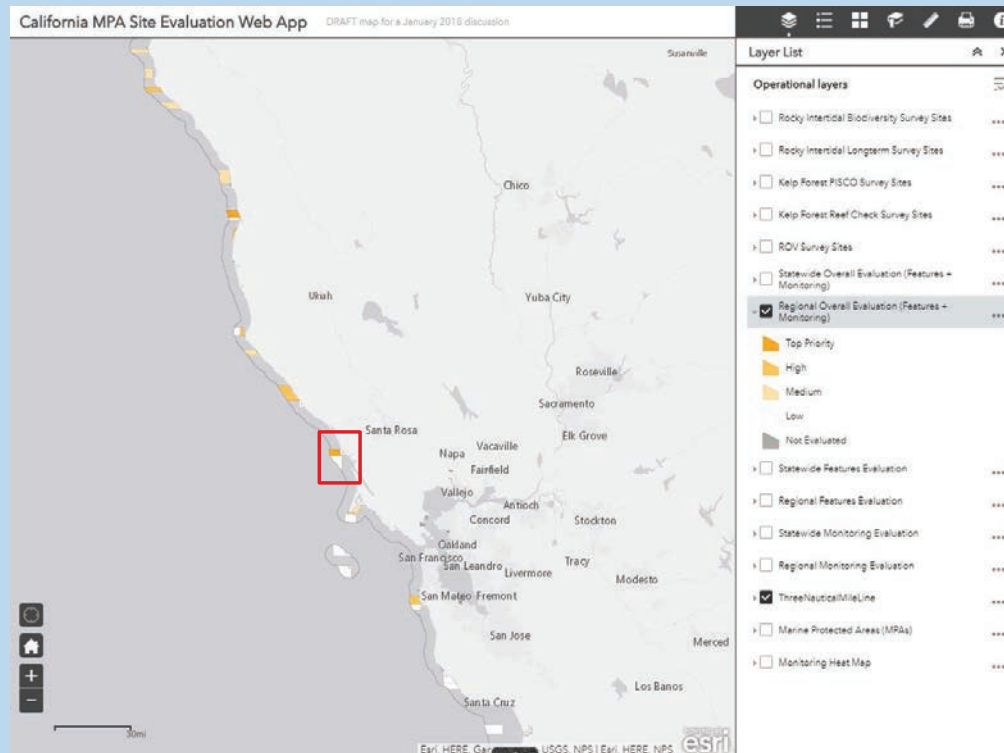 California MPA Site Evaluation Web App DRAFT map for a January 2018 discussion
Layer List
Operational layers
Rocky Intertidal Biodiversity Survey Sites
Rocky Intertidal Longterm Survey Sites
Kelp Forest PISCO Survey Sites
Kelp Forest Reef Check Survey Sites
ROV Survey Sites
Statewide Overall Evaluation (Features +
Monitoring)
Regional Overall Evaluation (Features +
Monitoring)
Top Priority
High
Medium
Low
Not Evaluated
Statewide Features Evaluation
Regional Features Evaluation
Statewide Monitoring Evaluation
Regional Monitoring Evaluation
ThreeNauticalMileLine
Marine Protected Areas (MPAs)
Monitoring Heat Map
Susanville
Chico
Ukiah
Yuba City
Roseville
Sacramento
Santa Rosa
Elk Grove
Napa
Vacaville
Fairfield
Vallejo
Antioch
Concord
Stockton
Oakland
San Francisco
San Leandro
Livermore
Tracy
Modesto
San Mateo
Fremont
San Jose
Merced
Los Banos
Santa Cruz
+
−
30mi
Esri, HERE, USGS, NPS | Esri, HERE, NPS
esri